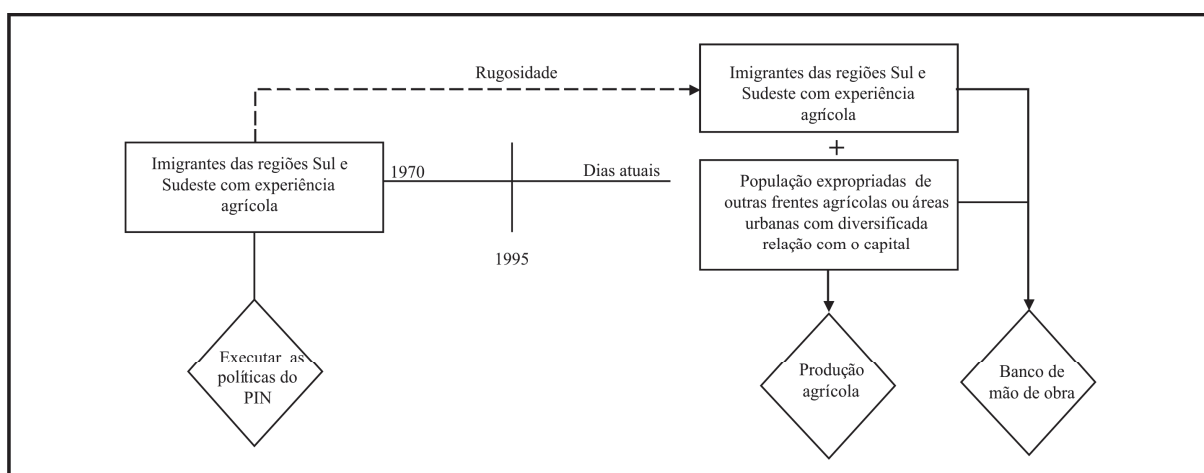 Rugosidade
Imigrantes das regiões Sul e
Sudeste com experiência
agrícola
1970
1995
Dias atuais
Imigrantes das regiões Sul e
Sudeste com experiência
agrícola
+
População expropriadas de
outras frentes agrícolas ou áreas
urbanas com diversificada
relação com o capital
Executar as
políticas do
PIN
Produção
agrícola
Banco de
mão de obra